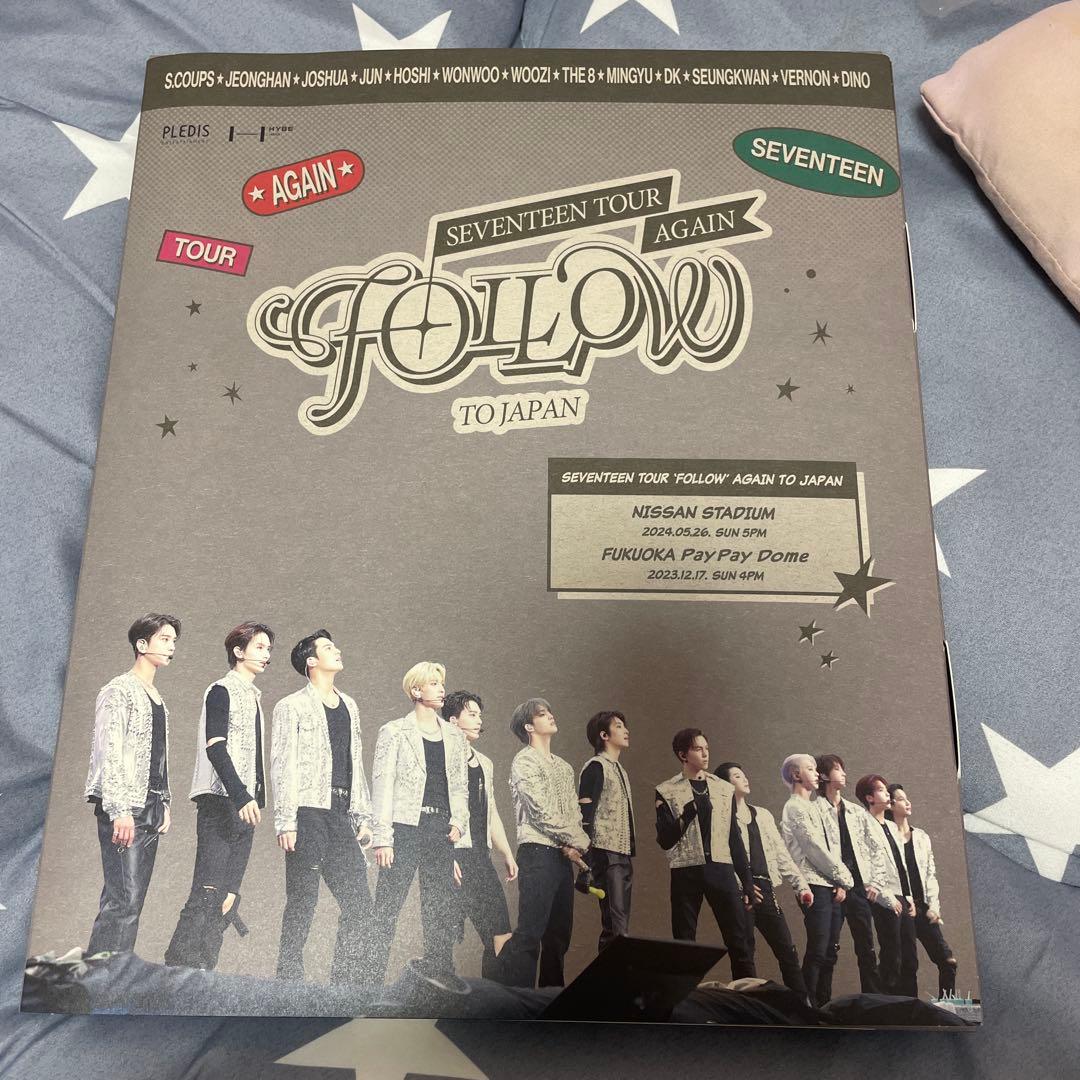 S.COUPS★JEONGHAN★JOSHUA★JUN★HOSHI★WONWOO★WOOZI★THE 8★MINGYU★DK★SEUNGKWAN★VERNON★DINO
PLEDIS
ENTERTAINMENT
HYBE
★ AGAIN ★
SEVENTEEN
TOUR
SEVENTEEN TOUR
AGAIN
FOLLOW
TO JAPAN
SEVENTEEN TOUR 'FOLLOW' AGAIN TO JAPAN
NISSAN STADIUM
2024.05.26. SUN 5PM
FUKUOKA PayPay Dome
2023.12.17. SUN 4PM